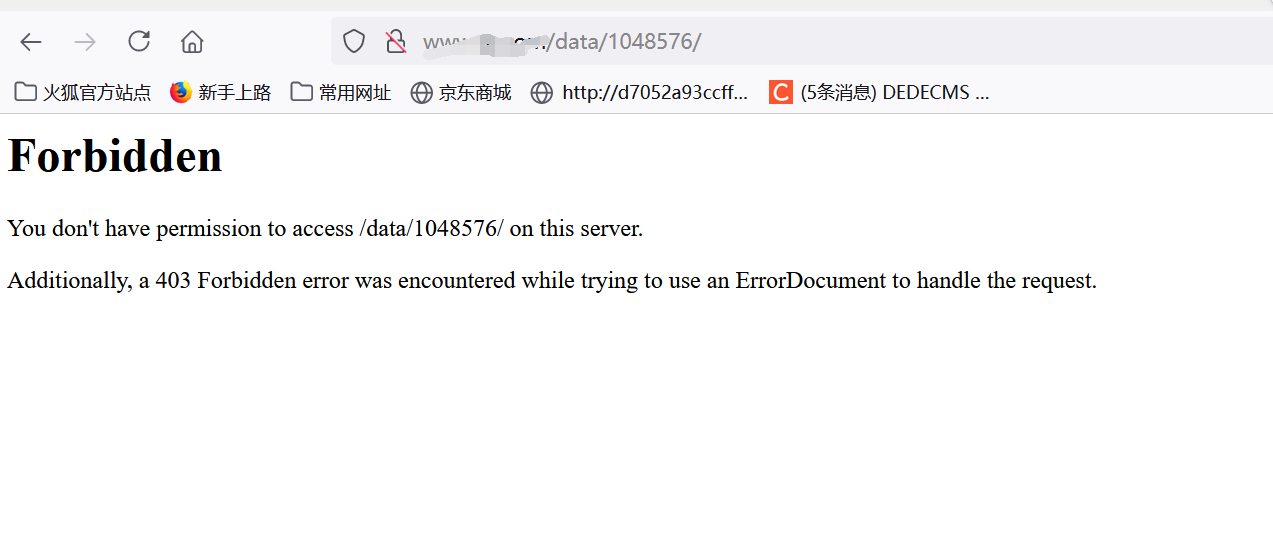 /data/1048576/
火狐官方站点 新手上路 常用网址 京东商城 http://d7052a93ccff... (5条消息) DEDECMS ...
Forbidden
You don't have permission to access /data/1048576/ on this server.
Additionally, a 403 Forbidden error was encountered while trying to use an ErrorDocument to handle the request.